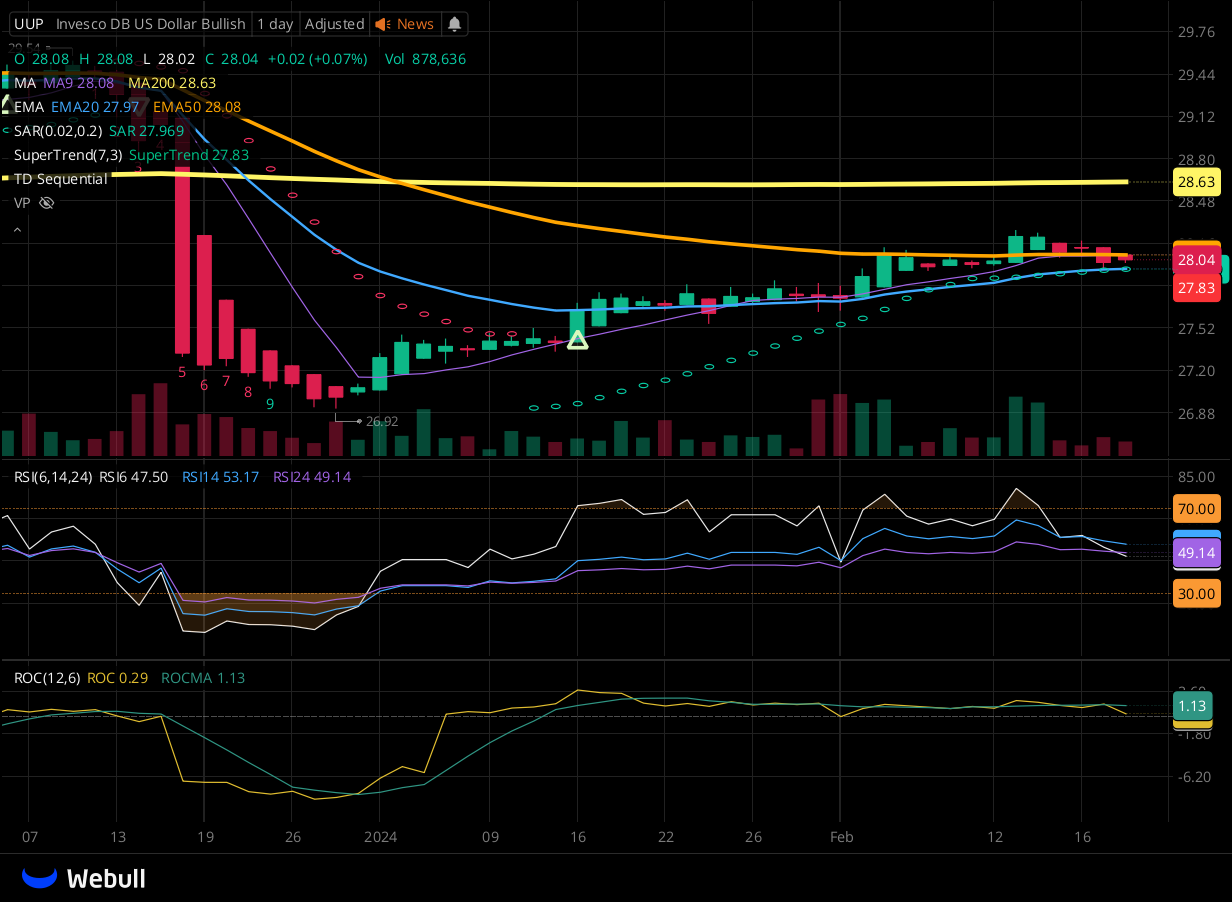 UUP Invesco DB US Dollar Bullish 1 day Adjusted News
O 28.08 H 28.08 L 28.02 C 28.04 +0.02 (+0.07%) Vol 878,636
MA MA9 28.08 MA200 28.63
EMA EMA20 27.97 EMA50 28.08
SAR(0.02,0.2) SAR 27.969
SuperTrend(7,3) SuperTrend 27.83
TD Sequential
VP
29.76
29.44
29.12
28.80
28.63
28.48
28.04
27.83
27.52
27.20
26.88
5
6
7
8
9
26.92
RSI(6,14,24) RSI6 47.50 RSI14 53.17 RSI24 49.14
85.00
70.00
49.14
30.00
ROC(12,6) ROC 0.29 ROCMA 1.13
1.13
-1.80
-6.20
07 13 19 26 2024 09 16 22 26 Feb 12 16
Webull